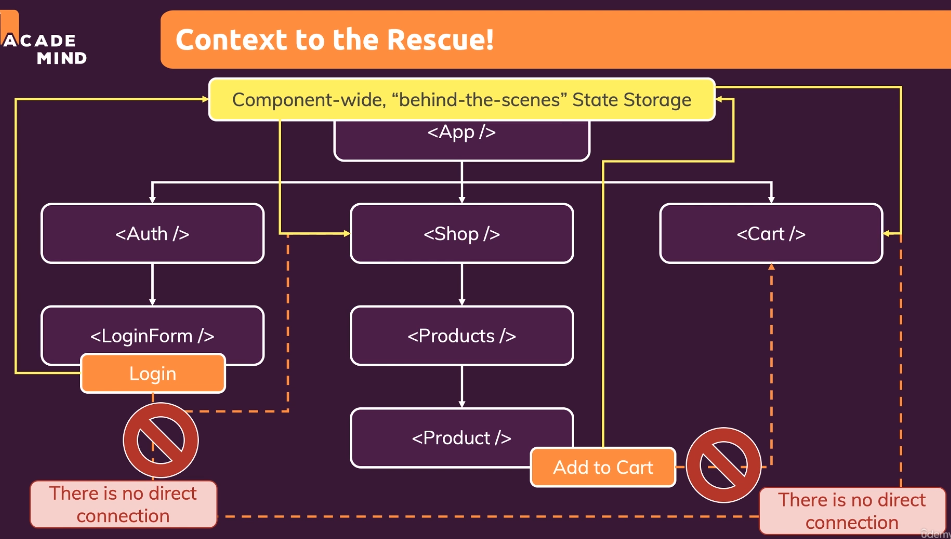 ACADE
MIND
Context to the Rescue!
Component-wide, “behind-the-scenes” State Storage
<App />
<Auth />
<Shop />
<Cart />
<LoginForm />
<Products />
Login
<Product />
Add to Cart
There is no direct
connection
There is no direct
connection